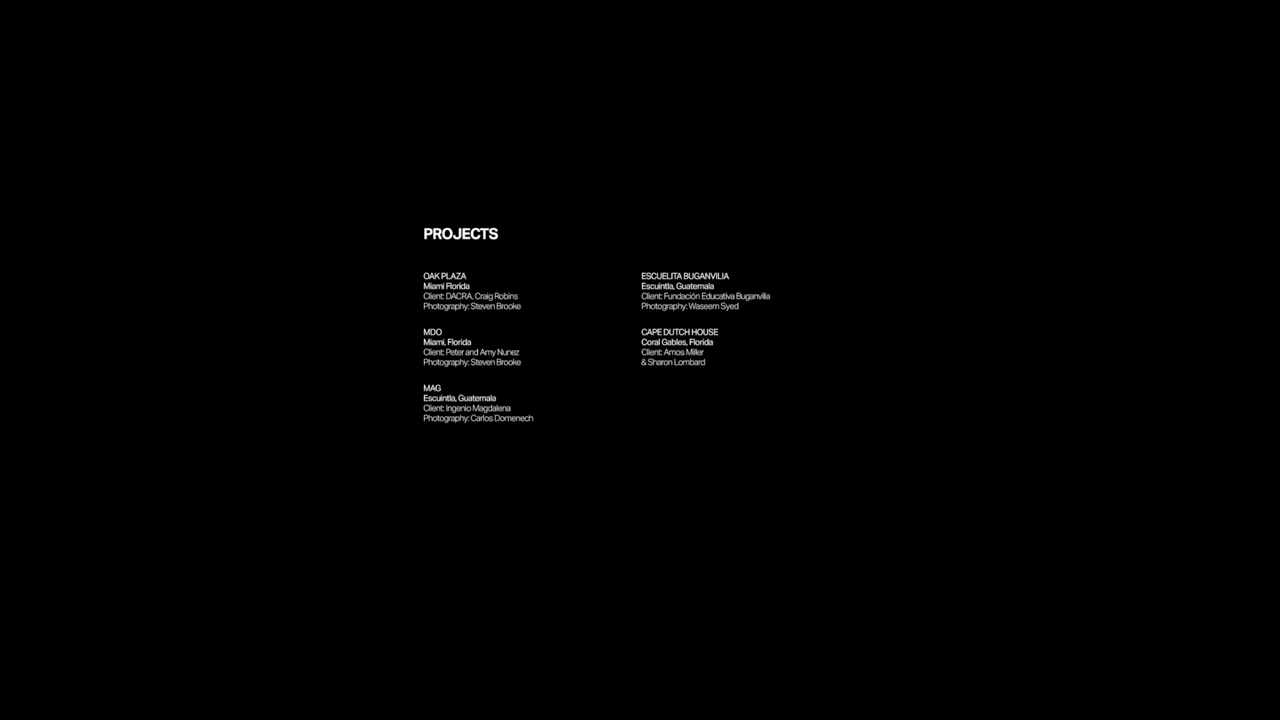 PROJECTS
OAK PLAZA
Miami Florida
Client: DACRA, Craig Robins
Photography: Steven Brooke
MDO
Miami, Florida
Client: Peter and Amy Nunez
Photography: Steven Brooke
MAG
Escuintla, Guatemala
Client: Ingenio Magdalena
Photography: Carlos Domenech
ESCUELITA BUGANVILIA
Escuintla, Guatemala
Client: Fundación Educativa Buganvilia
Photography: Waseem Syed
CAPE DUTCH HOUSE
Coral Gables, Florida
Client: Amos Miller
& Sharon Lombard